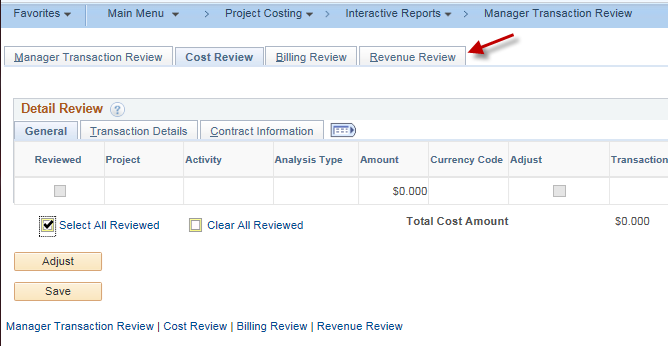 Favorites Main Menu > Project Costing > Interactive Reports > Manager Transaction Review
Manager Transaction Review Cost Review Billing Review Revenue Review
Detail Review ?
General Transaction Details Contract Information
Reviewed Project Activity Analysis Type Amount Currency Code Adjust Transaction
$0.000
Select All Reviewed Clear All Reviewed Total Cost Amount $0.000
Adjust
Save
Manager Transaction Review | Cost Review | Billing Review | Revenue Review